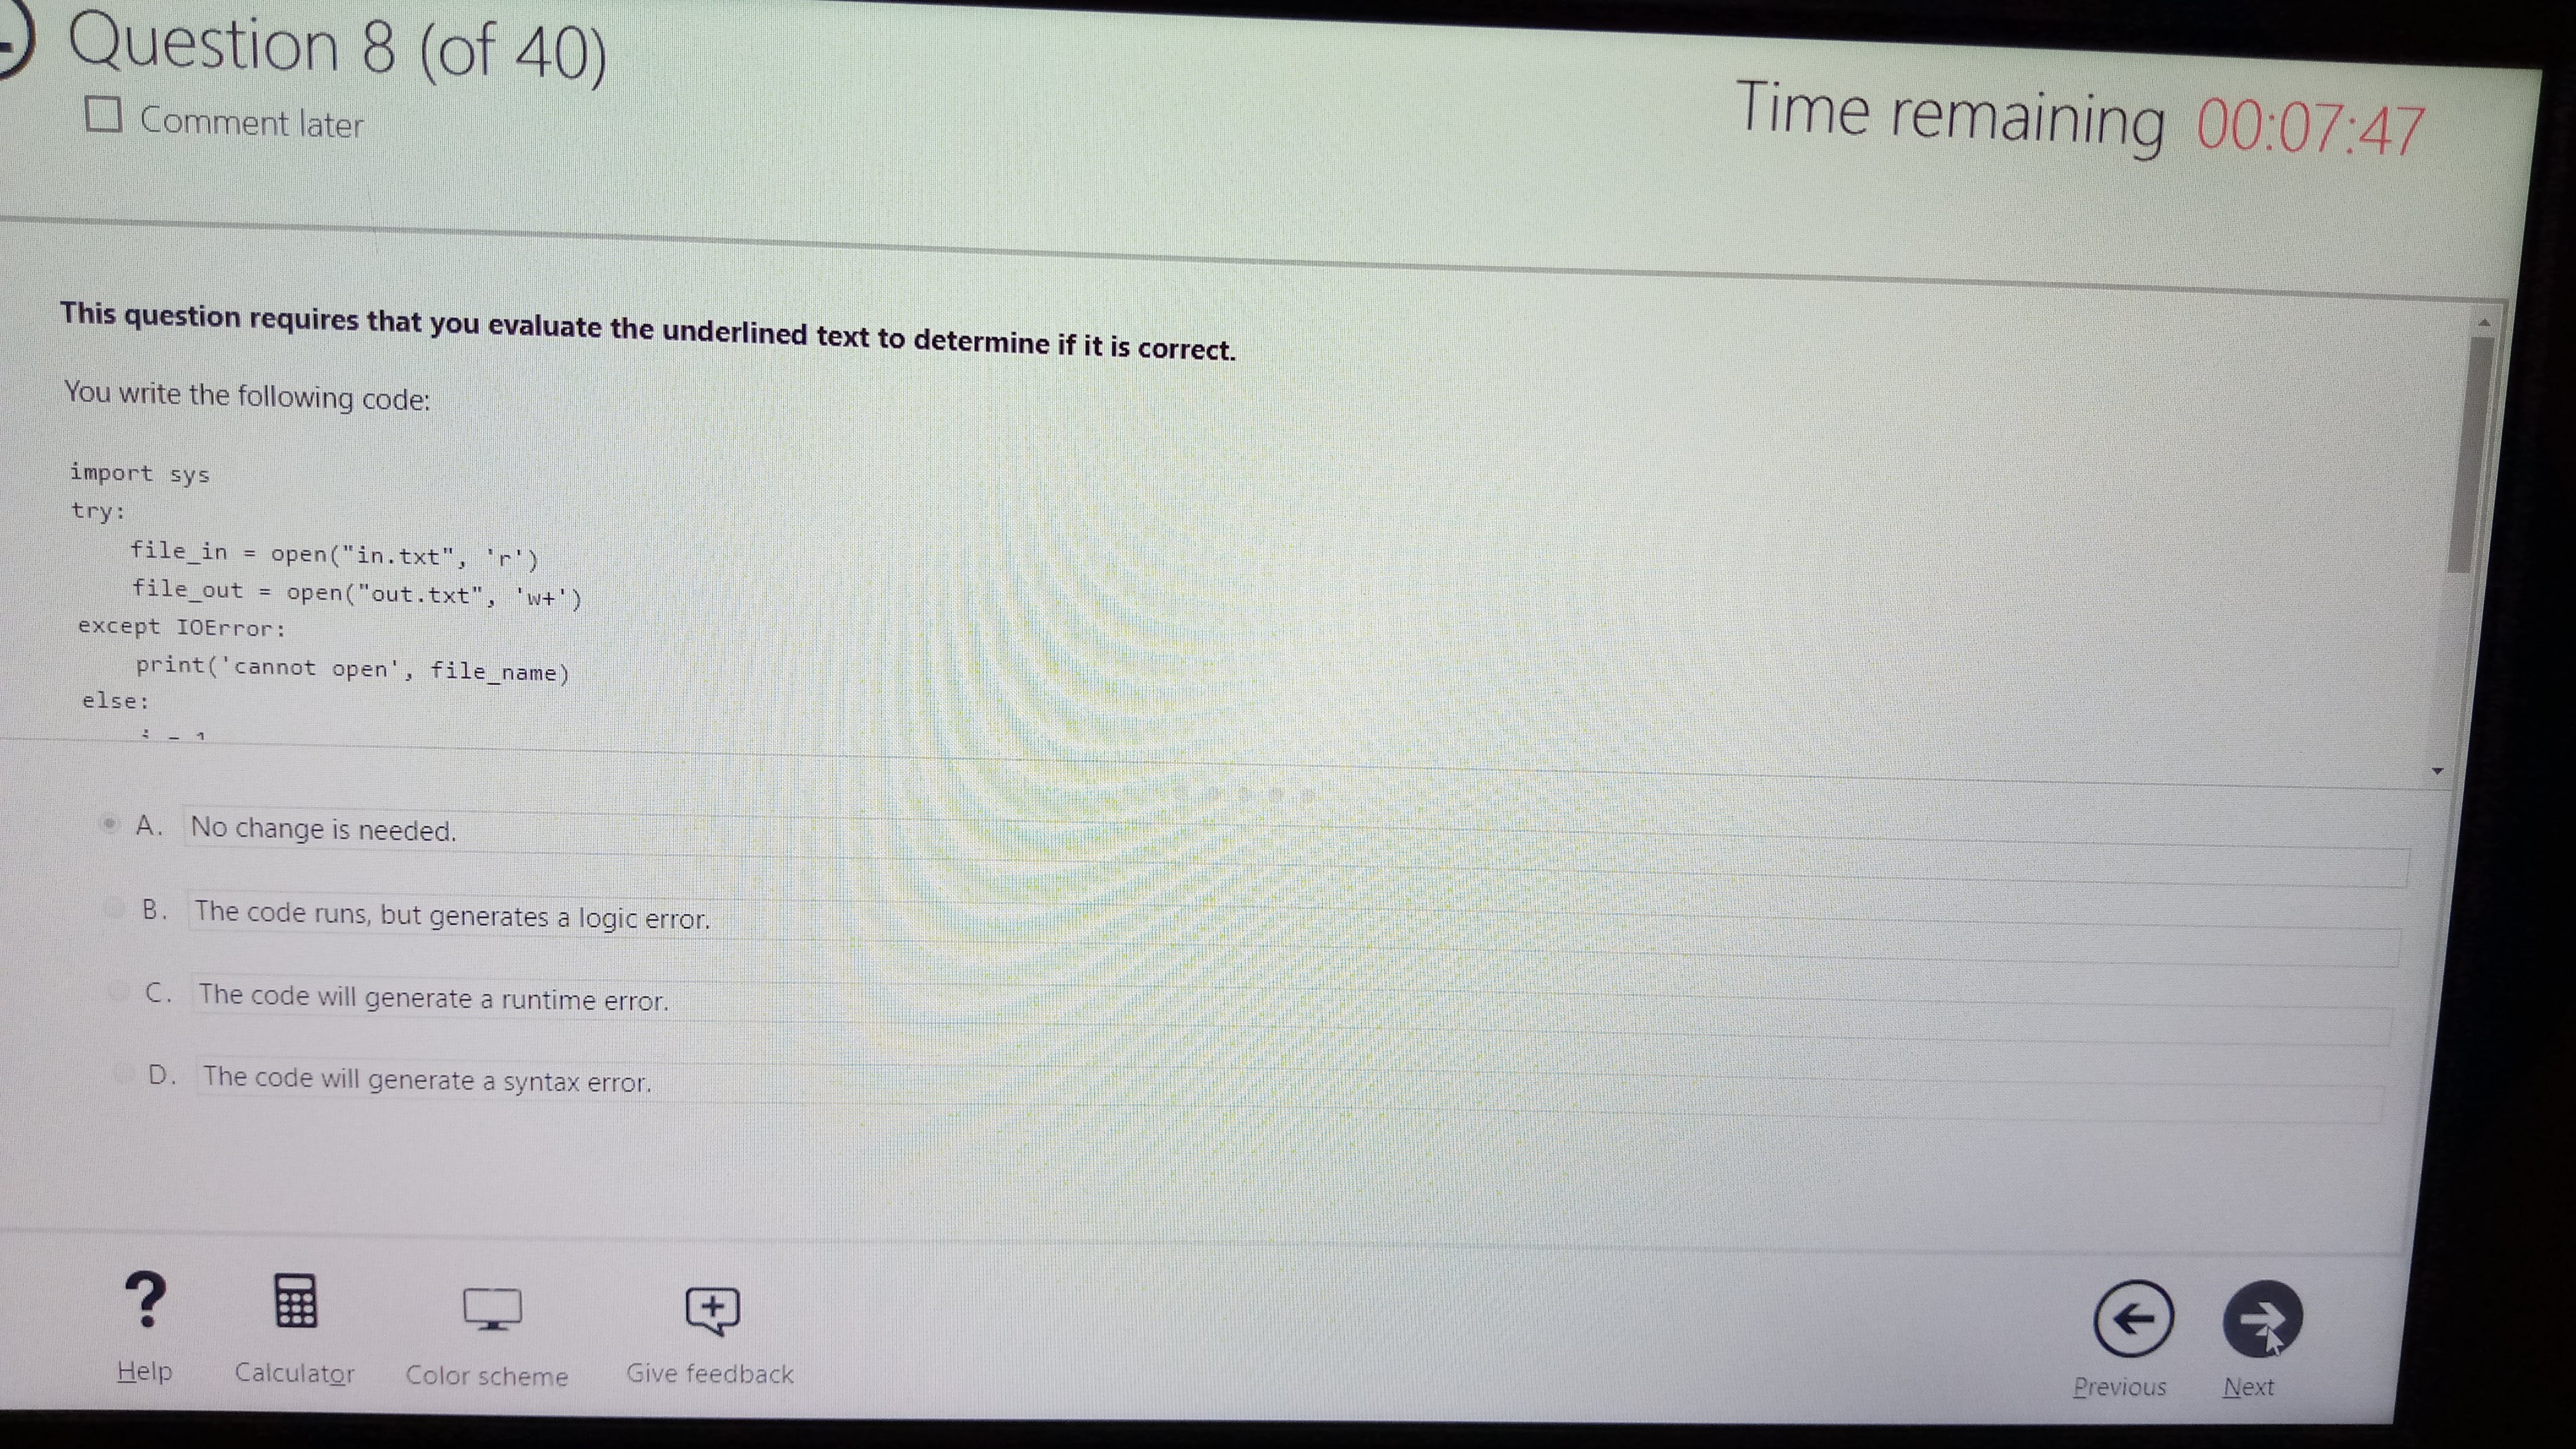 Question 8 (of 40)
Comment later
Time remaining 00:07:47
This question requires that you evaluate the underlined text to determine if it is correct.
You write the following code:
import sys
try:
    file_in = open("in.txt", 'r')
    file_out = open("out.txt", 'w+')
except IOError:
    print('cannot open', file_name)
else:
A. No change is needed.
B. The code runs, but generates a logic error.
C. The code will generate a runtime error.
D. The code will generate a syntax error.
? Help
Calculator
Color scheme
Give feedback
Previous
Next